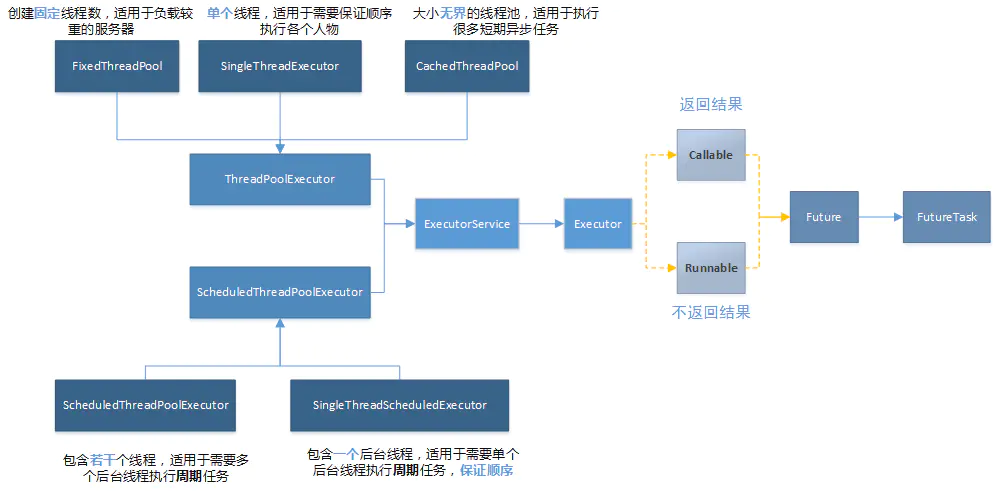 创建固定线程数，适用于负载较
重的服务器
单个线程，适用于需要保证顺序
执行各个人物
大小无界的线程池，适用于执行
很多短期异步任务
FixedThreadPool
SingleThreadExecutor
CachedThreadPool
返回结果
Callable
ThreadPoolExecutor
ExecutorService
Executor
Future
FutureTask
Runnable
ScheduledThreadPoolExecutor
不返回结果
ScheduledThreadPoolExecutor
SingleThreadScheduledExecutor
包含若干个线程，适用于需要多
个后台线程执行周期任务
包含一个后台线程，适用于需要单个
后台线程执行周期任务，保证顺序